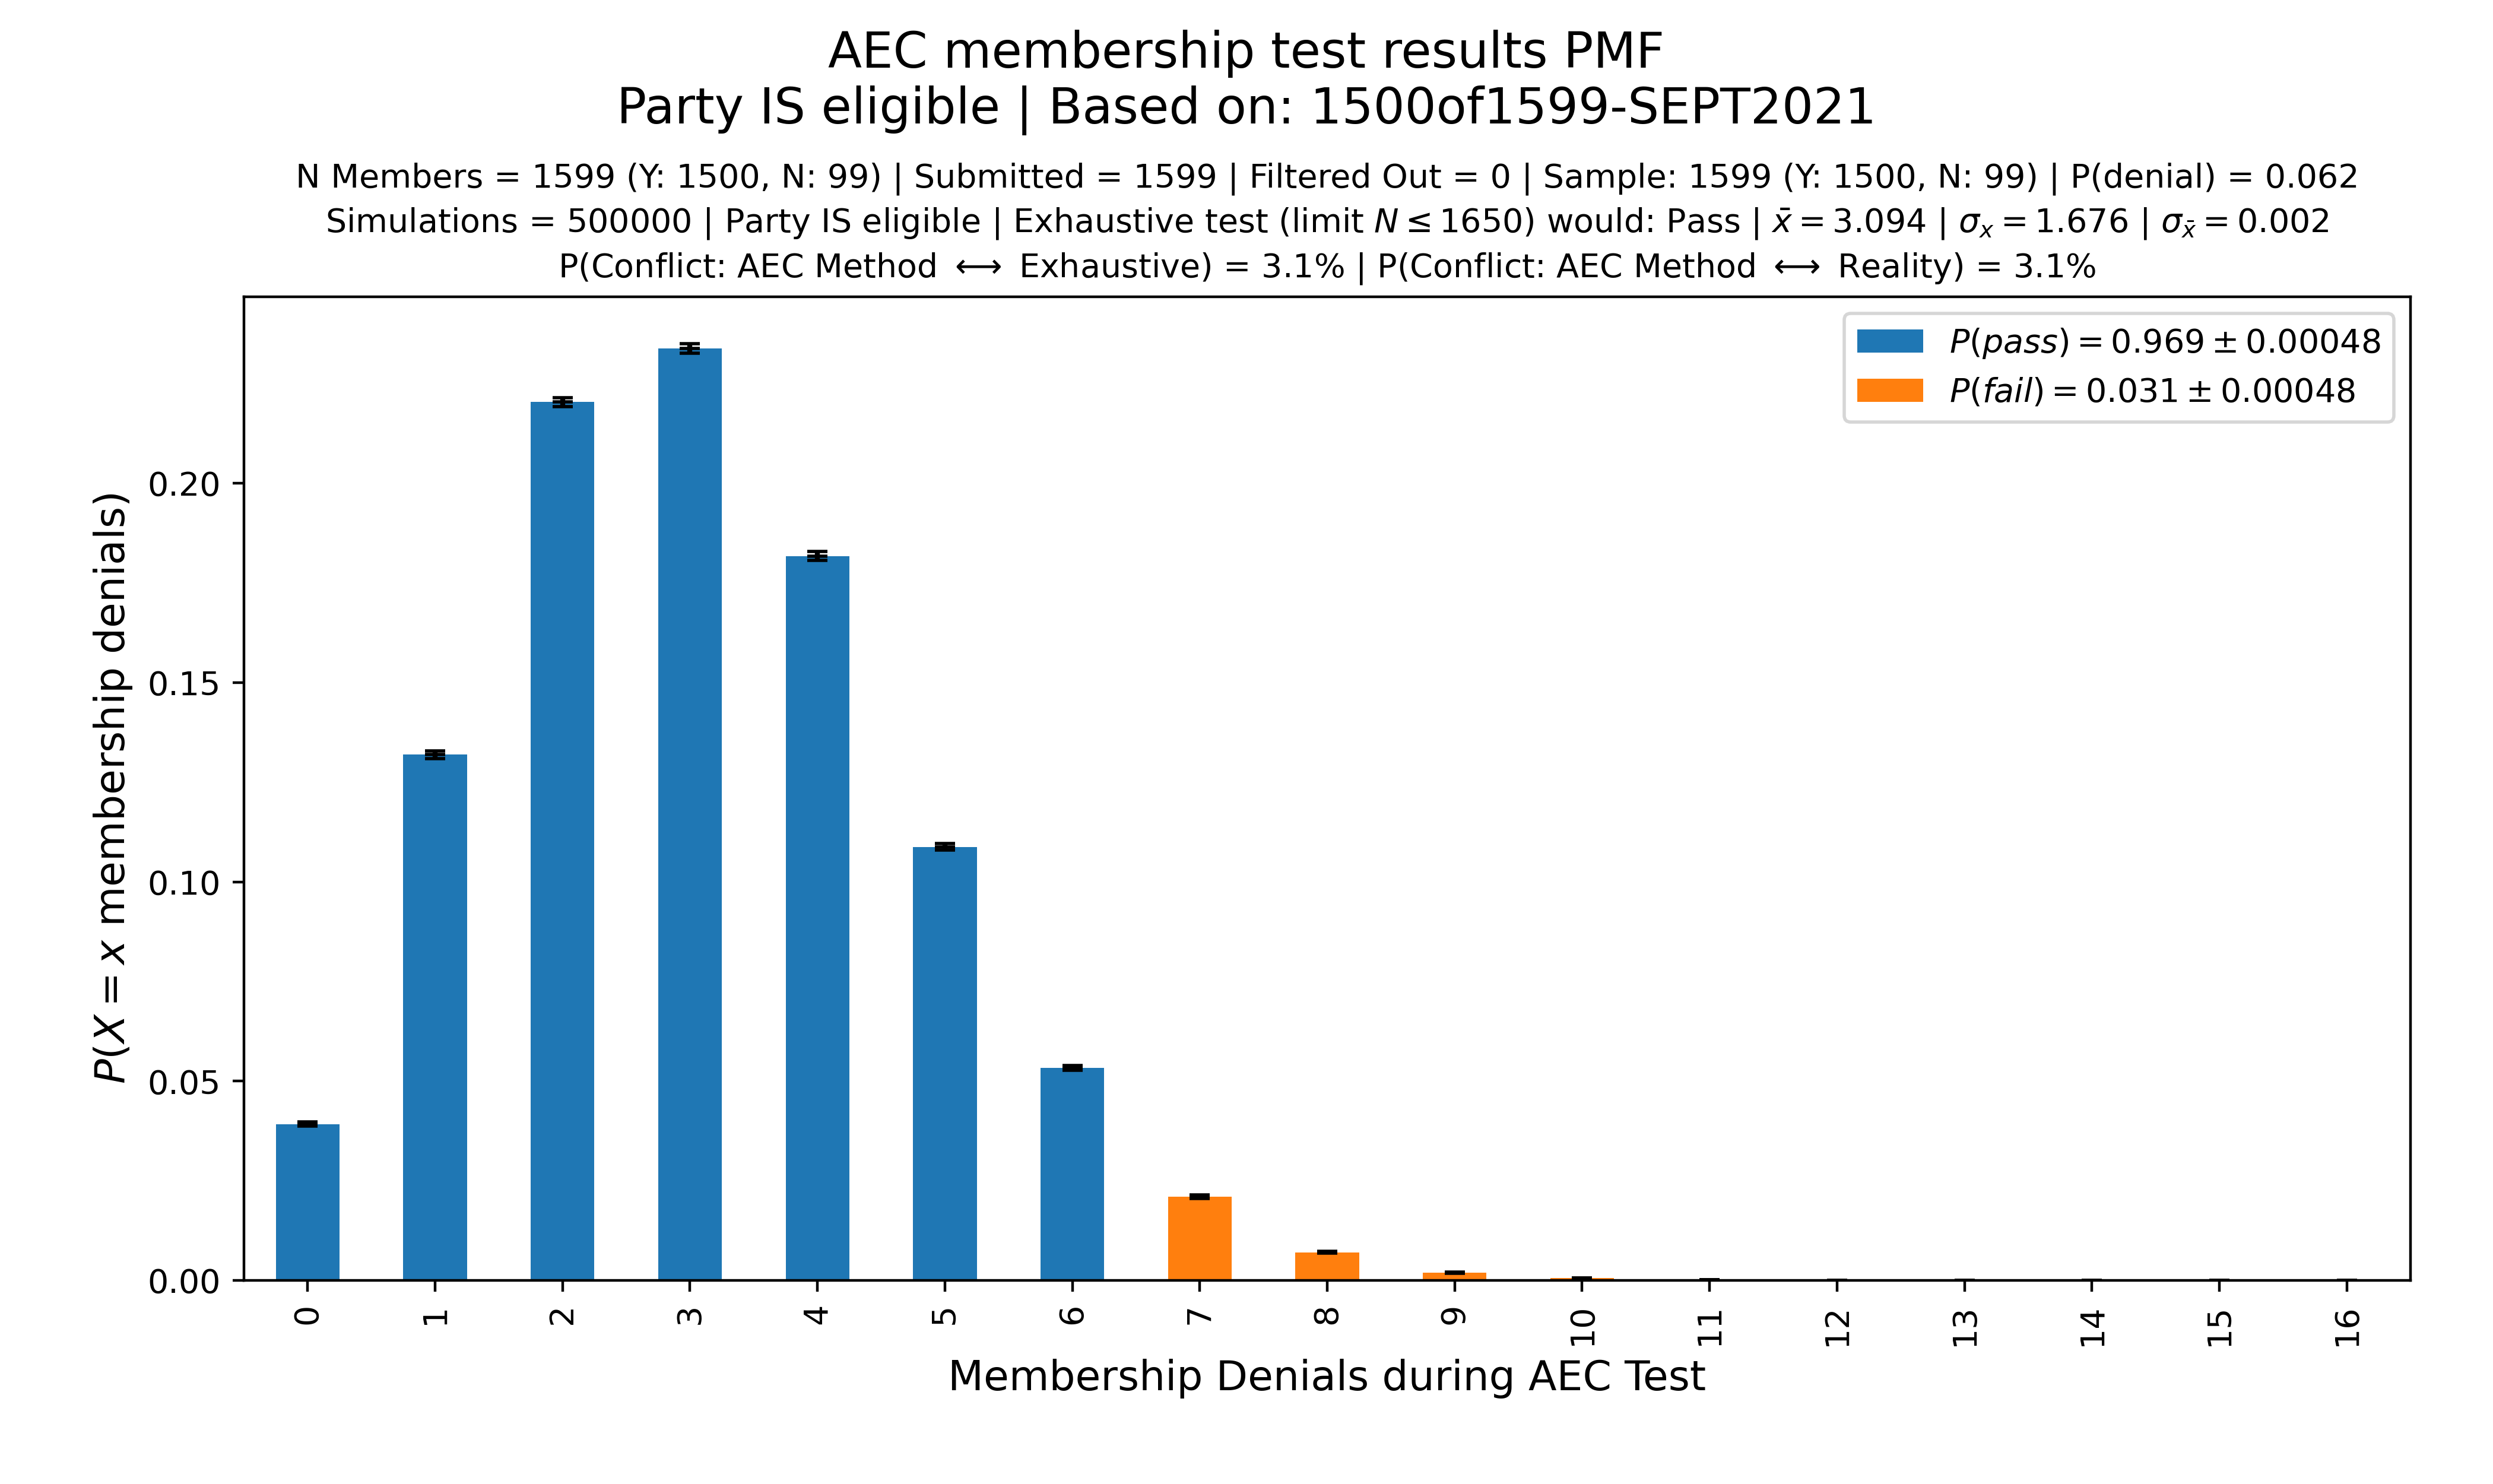 AEC membership test results PMF
Party IS eligible | Based on: 1500of1599-SEPT2021
N Members = 1599 (Y: 1500, N: 99) | Submitted = 1599 | Filtered Out = 0 | Sample: 1599 (Y: 1500, N: 99) | P(denial) = 0.062
Simulations = 500000 | Party IS eligible | Exhaustive test (limit N ≤ 1650) would: Pass | x̄ = 3.094 | σₓ = 1.676 | σ_x̄ = 0.002
P(Conflict: AEC Method ⟷ Exhaustive) = 3.1% | P(Conflict: AEC Method ⟷ Reality) = 3.1%
P(pass) = 0.969 ± 0.00048
P(fail) = 0.031 ± 0.00048
P(X = x membership denials)
0.20
0.15
0.10
0.05
0.00
0 1 2 3 4 5 6 7 8 9 10 11 12 13 14 15 16
Membership Denials during AEC Test